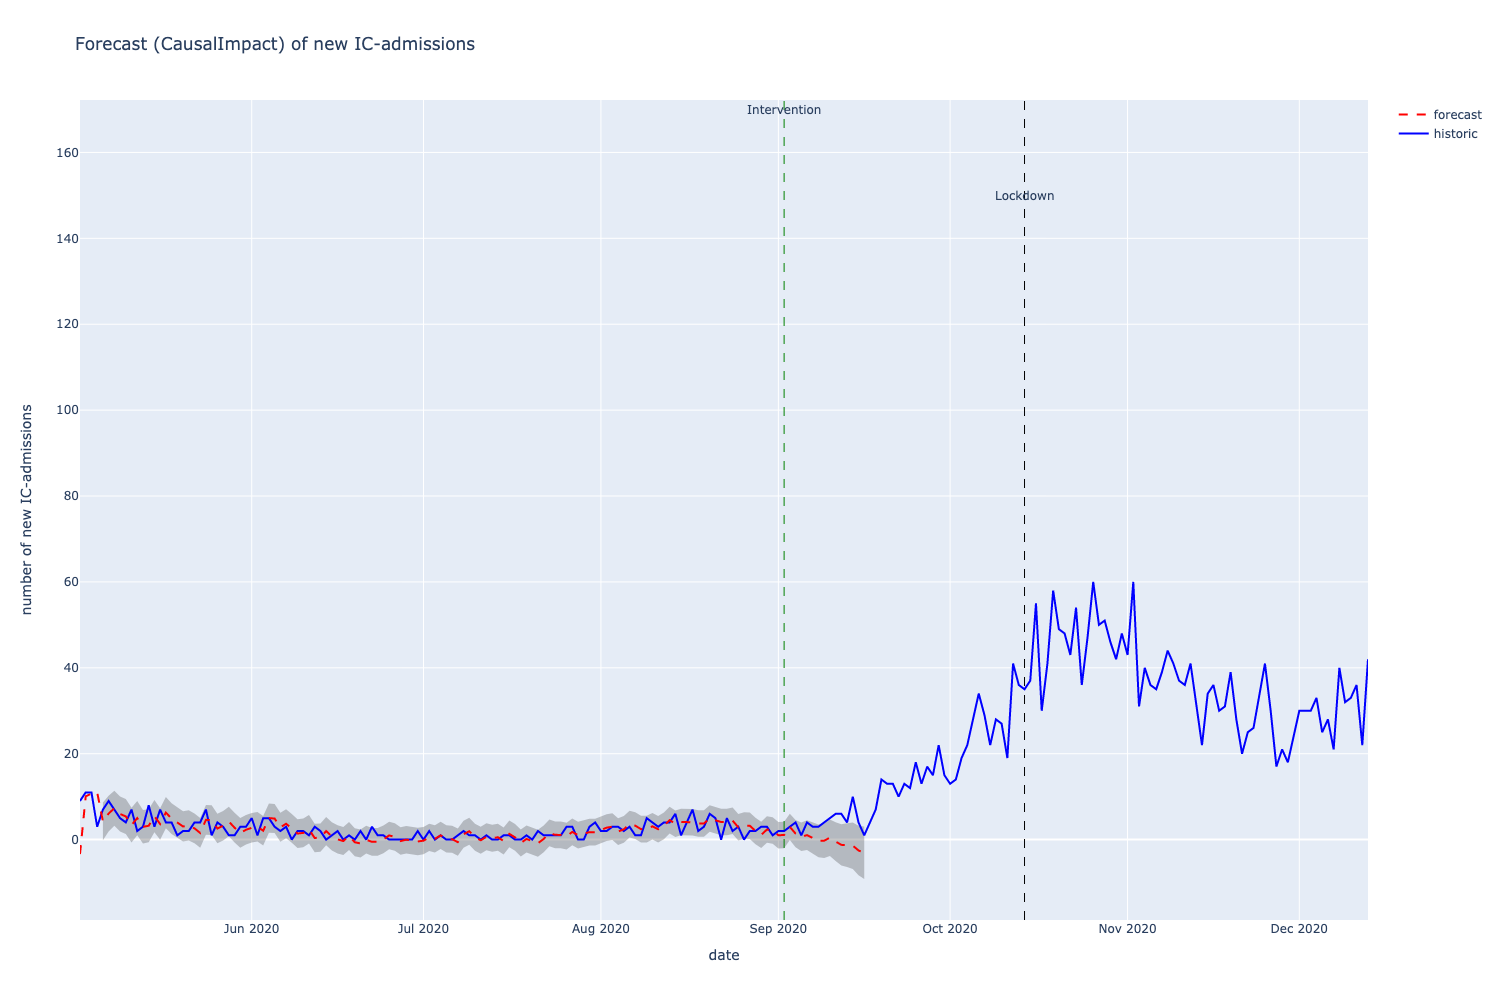 Forecast (CausalImpact) of new IC-admissions
Intervention
Lockdown
forecast
historic
number of new IC-admissions
160
140
120
100
80
60
40
20
0
Jun 2020
Jul 2020
Aug 2020
Sep 2020
Oct 2020
Nov 2020
Dec 2020
date